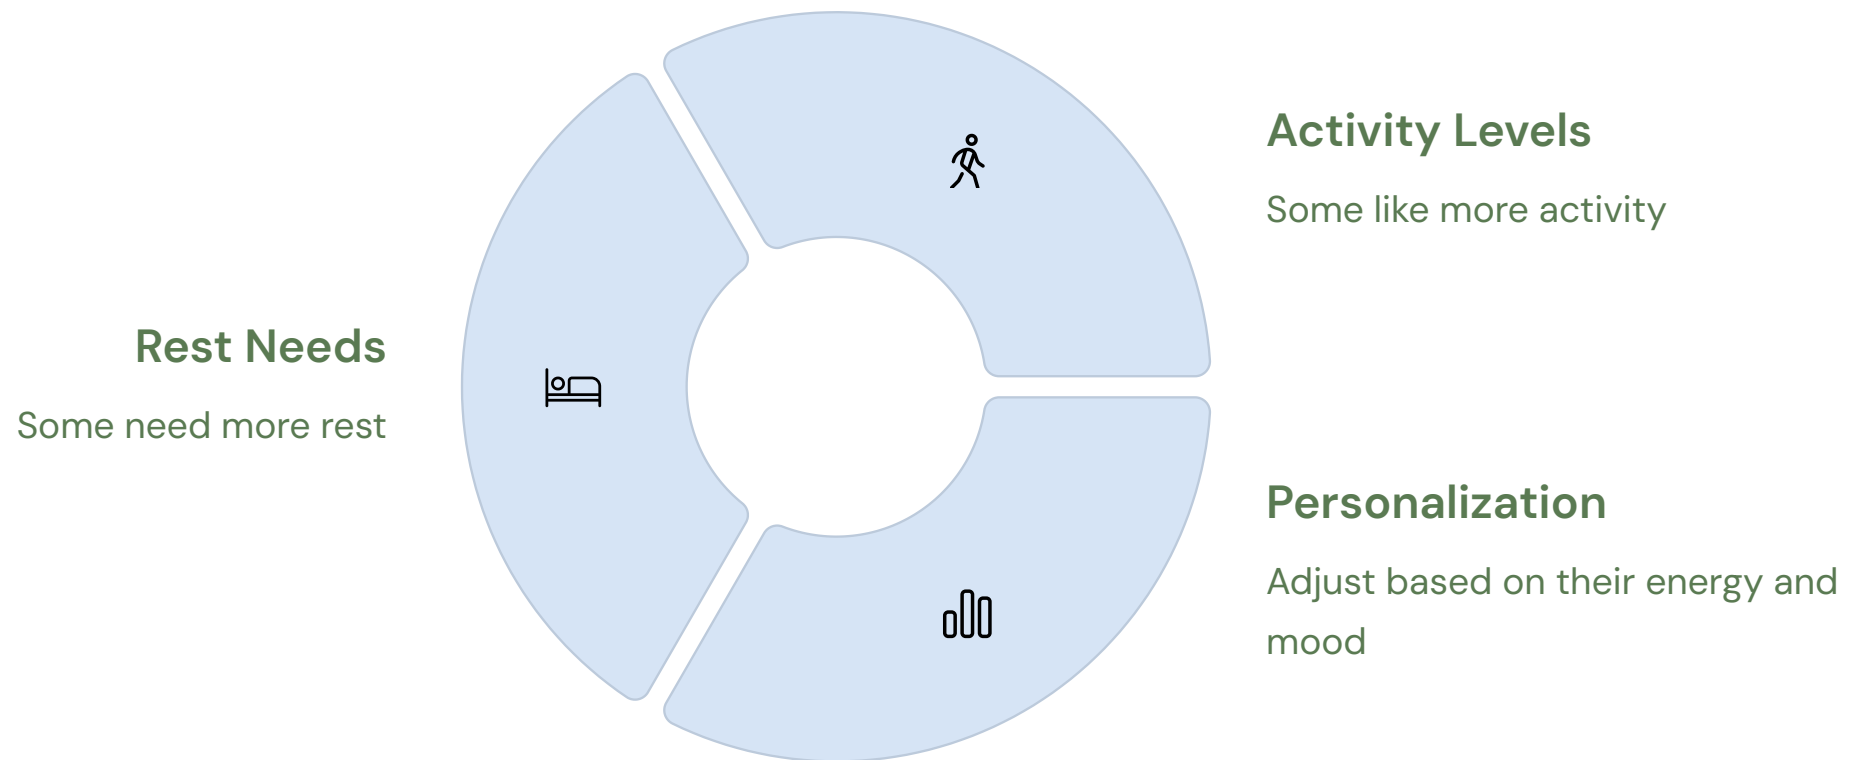 Activity Levels
Some like more activity
Rest Needs
Some need more rest
Personalization
Adjust based on their energy and
mood